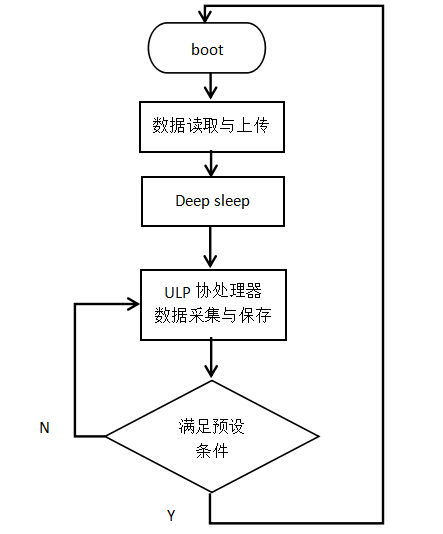 boot
数据读取与上传
Deep sleep
ULP 协处理器
数据采集与保存
满足预设
条件
N
Y